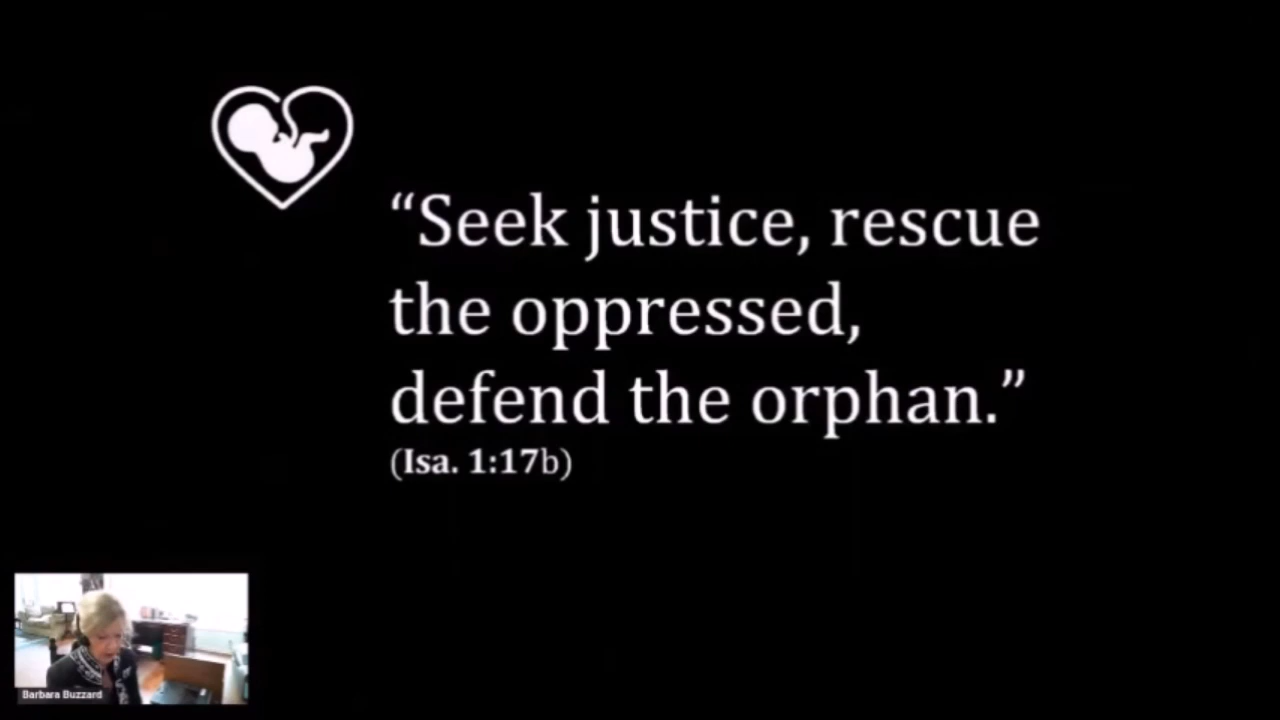 “Seek justice, rescue
the oppressed,
defend the orphan.”
(Isa. 1:17b)
Barbara Buzzard